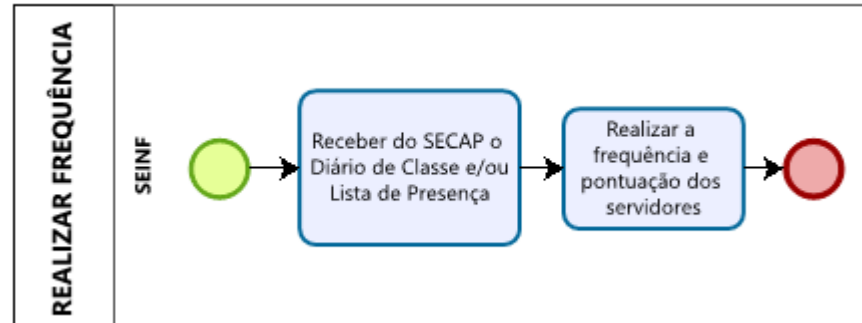 REALIZAR FREQUÊNCIA
SEINF
Receber do SECAP o
Diário de Classe e/ou
Lista de Presença
Realizar a
frequência e
pontuação dos
servidores